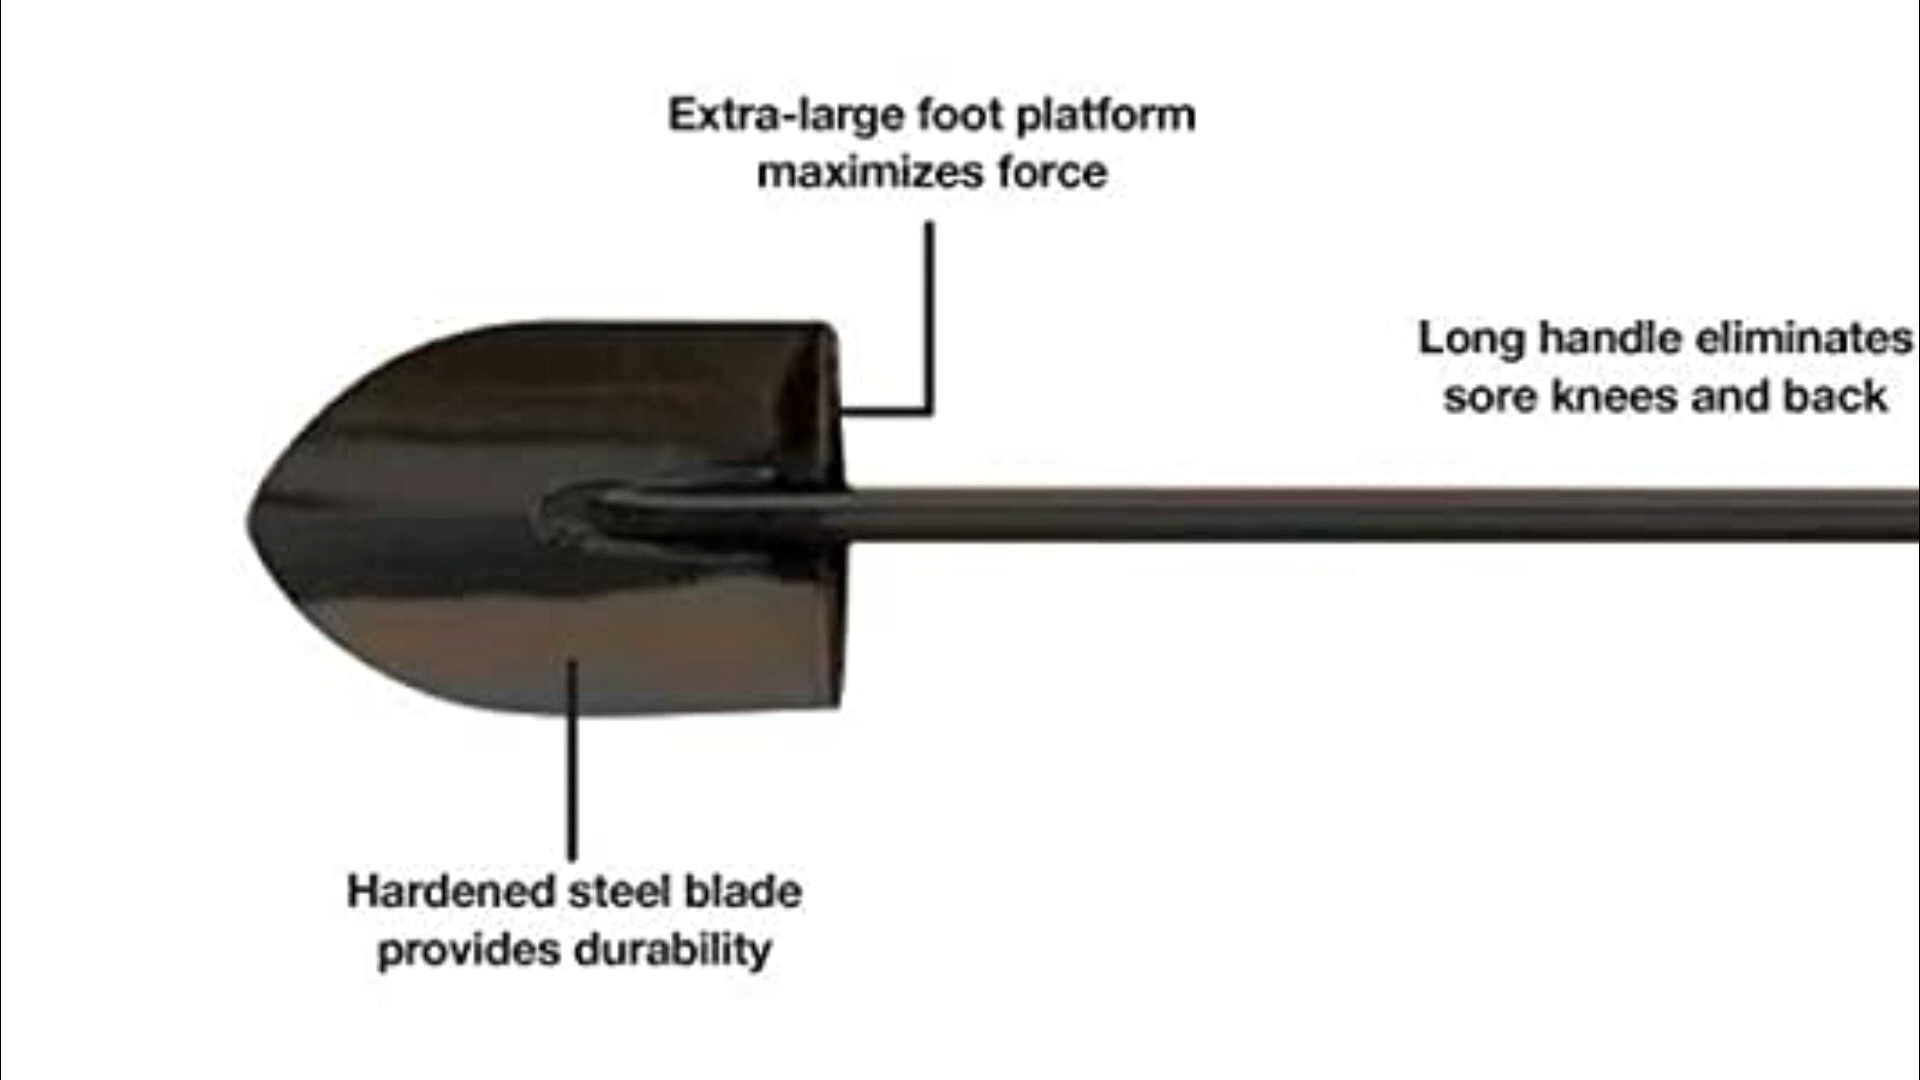 Extra-large foot platform
maximizes force
Long handle eliminates
sore knees and back
Hardened steel blade
provides durability